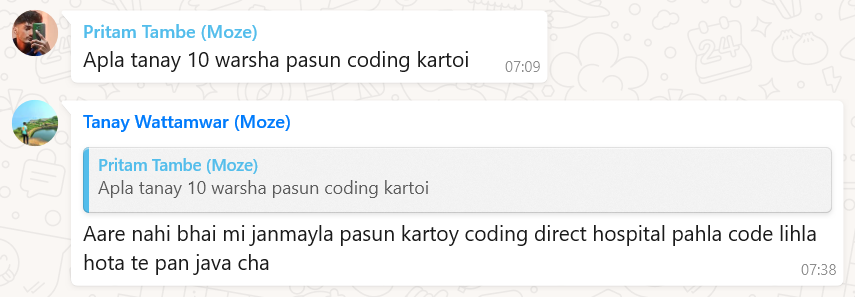 Pritam Tambe (Moze)
Apla tanay 10 warsha pasun coding kartoi
07:09
Tanay Wattamwar (Moze)
Pritam Tambe (Moze)
Apla tanay 10 warsha pasun coding kartoi
Aare nahi bhai mi janmayla pasun kartoy coding direct hospital pahla code lihla
hota te pan java cha
07:38